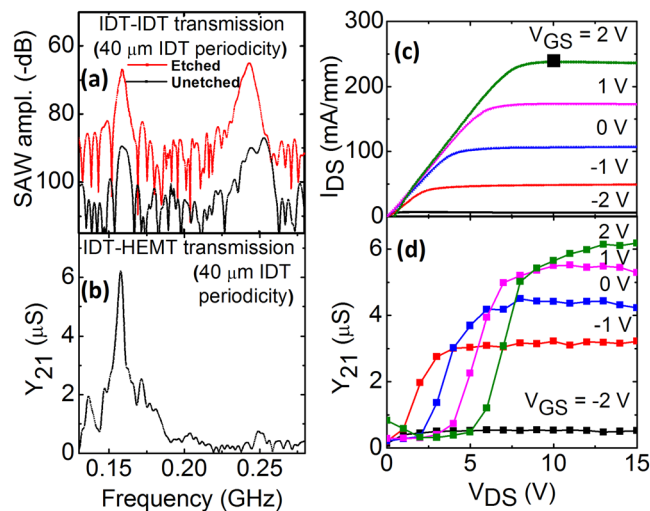 IDT-IDT transmission
(40 μm IDT periodicity)
(a)
Etched
Unetched
SAW ampl. (-dB)
60
80
100
IDT-HEMT transmission
(40 μm IDT
periodicity)
(b)
Y21 (μS)
6
4
2
0
0.15
0.20
0.25
Frequency (GHz)
(c)
VGS = 2 V
1 V
0 V
-1 V
-2 V
IDS (mA/mm)
300
200
100
0
(d)
2 V
1 V
0 V
-1 V
VGS = -2 V
Y21 (μS)
6
4
2
0
0
5
10
15
VDS (V)